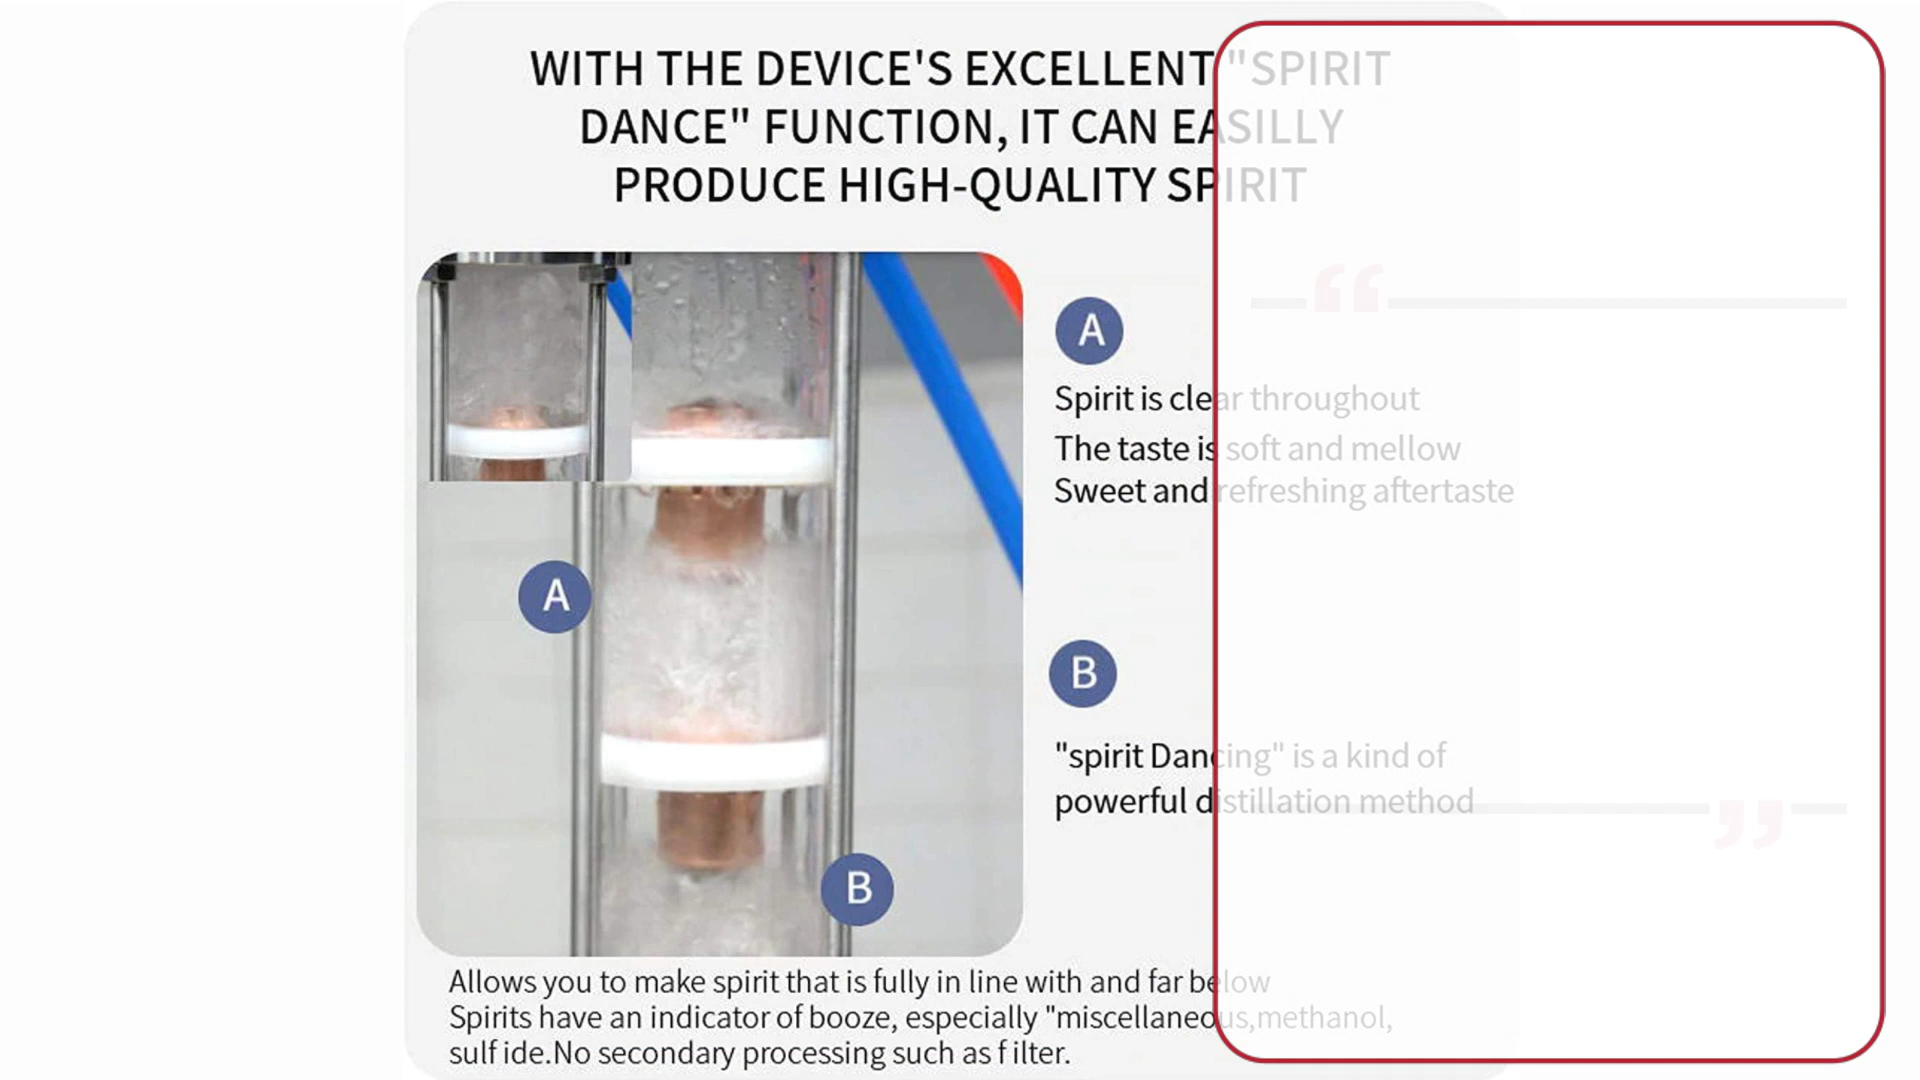 WITH THE DEVICE'S EXCELLENT "SPIRIT
DANCE" FUNCTION, IT CAN EASILLY
PRODUCE HIGH-QUALITY SPIRIT
A
Spirit is clear throughout
The taste is soft and mellow
Sweet and refreshing aftertaste
A
B
"spirit Dancing" is a kind of
powerful distillation method
B
Allows you to make spirit that is fully in line with and far below
Spirits have an indicator of booze, especially "miscellaneous,methanol,
sulf ide.No secondary processing such as f ilter.